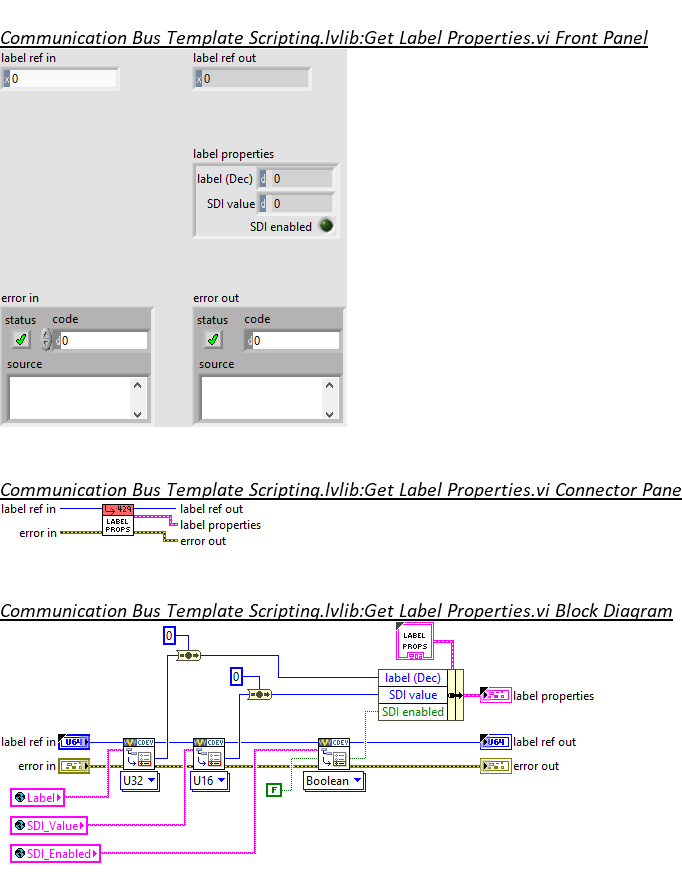 Communication Bus Template Scripting.lvlib:Get Label Properties.vi Front Panel
label ref in
label ref out
x 0
x 0
label properties
label (Dec) d 0
SDI value d 0
SDI enabled
error in
error out
status code
status code
d 0
d 0
source
source
Communication Bus Template Scripting.lvlib:Get Label Properties.vi Connector Pane
label ref in
429
LABEL
PROPS
label ref out
label properties
error in
error out
Communication Bus Template Scripting.lvlib:Get Label Properties.vi Block Diagram
0
LABEL
PROPS
0
label (Dec)
SDI value
SDI enabled
label properties
label ref in
U64
CDEV
CDEV
CDEV
U64
label ref out
error in
error out
U32
U16
Boolean
F
Label
SDI_Value
SDI_Enabled